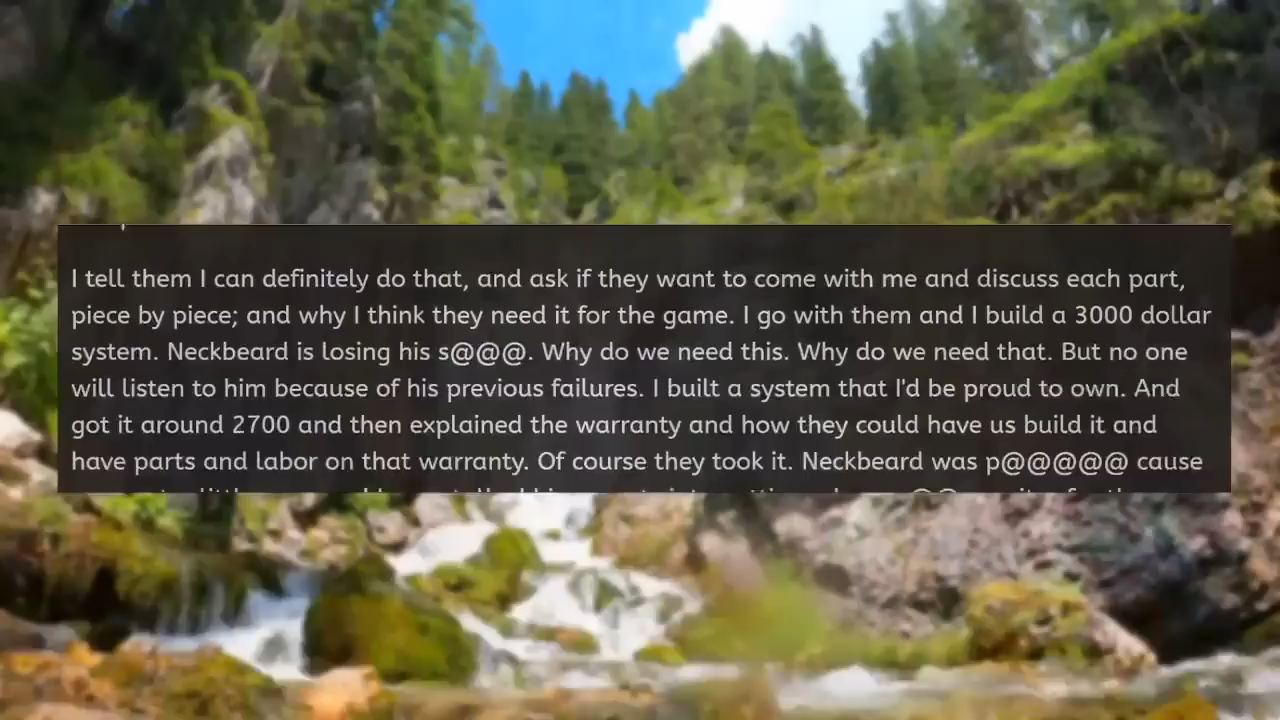 I tell them I can definitely do that, and ask if they want to come with me and discuss each part,
piece by piece; and why I think they need it for the game. I go with them and I build a 3000 dollar
system. Neckbeard is losing his s@@@. Why do we need this. Why do we need that. But no one
will listen to him because of his previous failures. I built a system that I'd be proud to own. And
got it around 2700 and then explained the warranty and how they could have us build it and
have parts and labor on that warranty. Of course they took it. Neckbeard was p@@@@@ cause